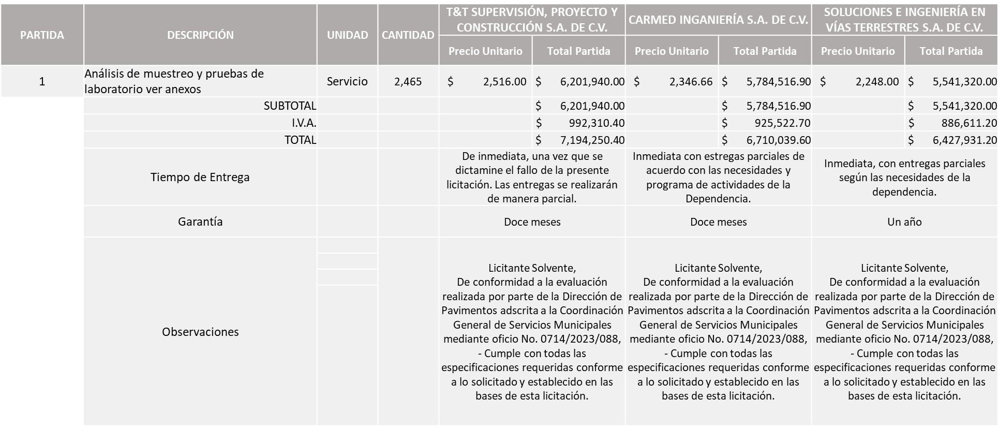 PARTIDA
DESCRIPCIÓN
UNIDAD
CANTIDAD
T&T SUPERVISIÓN, PROYECTO Y
CONSTRUCCIÓN S.A. DE C.V.
CARMED INGANIERÍA S.A. DE C.V.
SOLUCIONES E INGENIERÍA EN
VÍAS TERRESTRES S.A. DE C.V.
Precio Unitario
Total Partida
Precio Unitario
Total Partida
Precio Unitario
Total Partida
1
Análisis de muestreo y pruebas de
laboratorio ver anexos
Servicio
2,465
$ 2,516.00
$ 6,201,940.00
$ 2,346.66
$ 5,784,516.90
$ 2,248.00
$ 5,541,320.00
SUBTOTAL
$ 6,201,940.00
$ 5,784,516.90
$ 5,541,320.00
I.V.A.
$ 992,310.40
$ 925,522.70
$ 886,611.20
TOTAL
$ 7,194,250.40
$ 6,710,039.60
$ 6,427,931.20
Tiempo de Entrega
De inmediata, una vez que se
dictamine el fallo de la presente
licitación. Las entregas se realizarán
de manera parcial.
Inmediata con estregas parciales de
acuerdo con las necesidades y
programa de actividades de la
Dependencia.
Inmediata, con entregas parciales
según las necesidades de la
dependencia.
Garantía
Doce meses
Doce meses
Un año
Observaciones
Licitante Solvente,
De conformidad a la evaluación
realizada por parte de la Dirección de
Pavimentos adscrita a la Coordinación
General de Servicios Municipales
mediante oficio No. 0714/2023/088,
- Cumple con todas las
especificaciones requeridas conforme
a lo solicitado y establecido en las
bases de esta licitación.
Licitante Solvente,
De conformidad a la evaluación
realizada por parte de la Dirección de
Pavimentos adscrita a la Coordinación
General de Servicios Municipales
mediante oficio No. 0714/2023/088,
- Cumple con todas las
especificaciones requeridas conforme
a lo solicitado y establecido en las
bases de esta licitación.
Licitante Solvente,
De conformidad a la evaluación
realizada por parte de la Dirección de
Pavimentos adscrita a la Coordinación
General de Servicios Municipales
mediante oficio No. 0714/2023/088,
- Cumple con todas las
especificaciones requeridas conforme
a lo solicitado y establecido en las
bases de esta licitación.